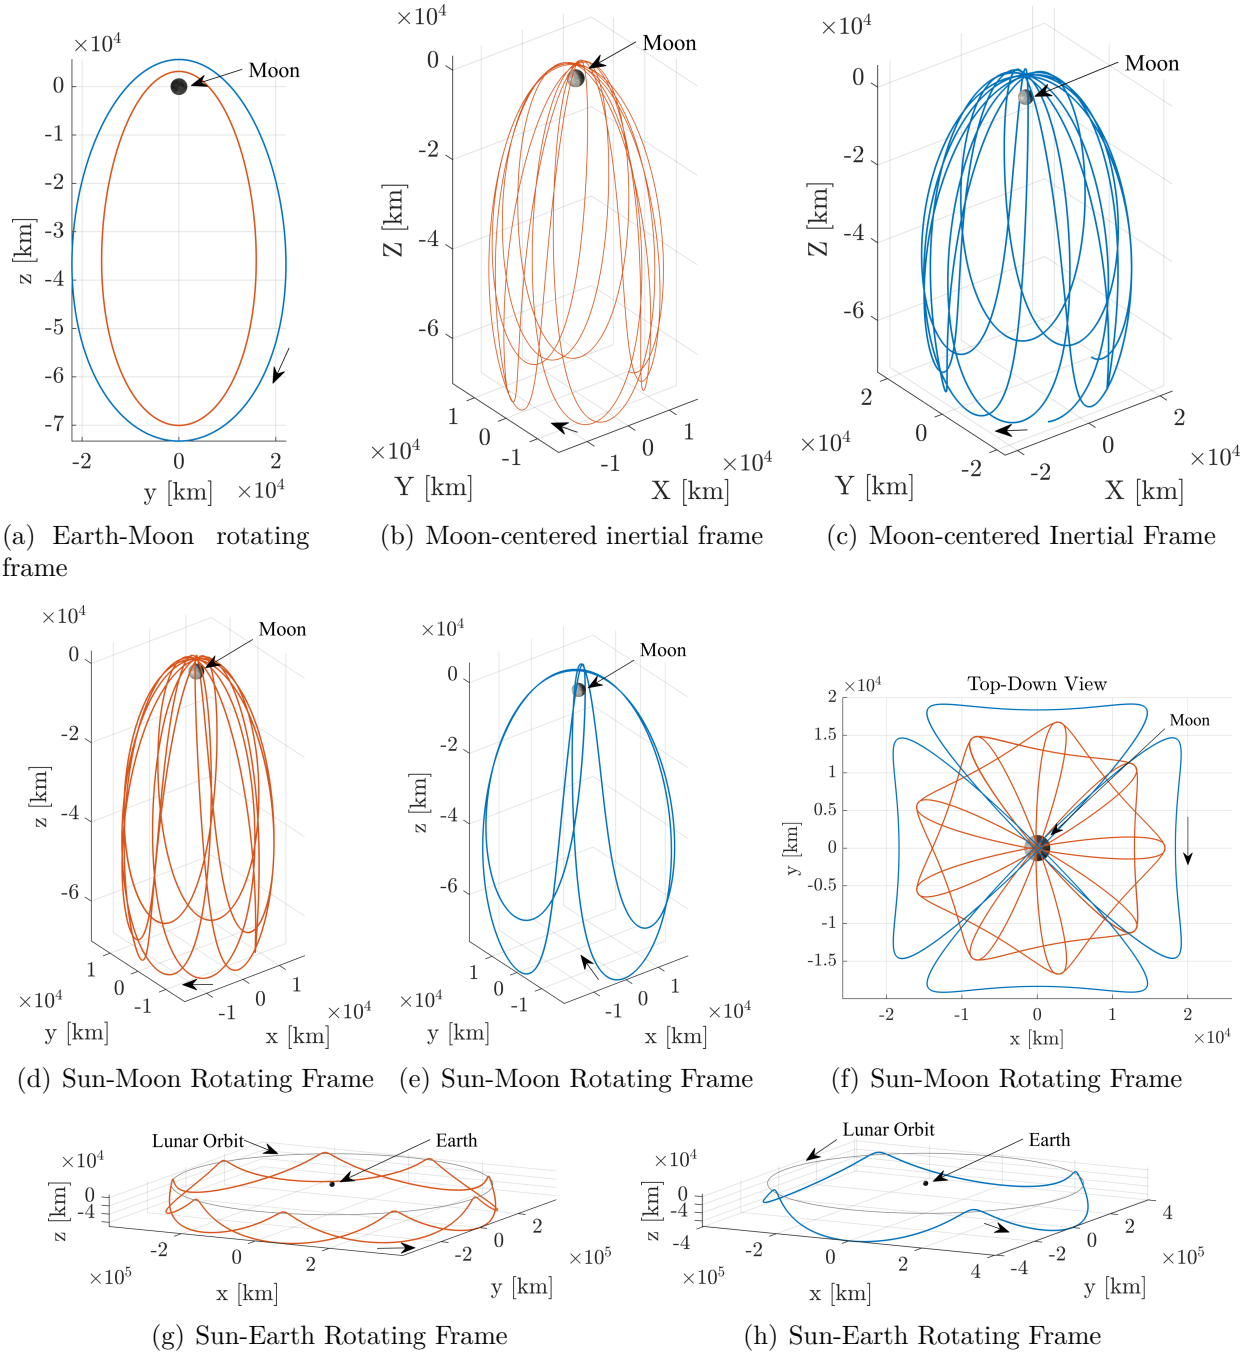 ×10⁴
Moon
0
-1
-2
-3
-4
-5
-6
-7
z [km]
-2 0 2
y [km] ×10⁴
×10⁴
Moon
0
-2
-4
-6
Z [km]
1
0
-1
×10⁴
Y [km]
-1
0
1
×10⁴
X [km]
×10⁴
Moon
0
-2
-4
-6
Z [km]
2
0
-2
×10⁴
Y [km]
-2
0
2
×10⁴
X [km]
(a) Earth-Moon rotating
frame
(b) Moon-centered inertial frame
(c) Moon-centered Inertial Frame
×10⁴
Moon
0
-2
-4
-6
z [km]
1
0
-1
×10⁴
y [km]
-1
0
1
×10⁴
x [km]
×10⁴
Moon
0
-2
-4
-6
z [km]
1
0
-1
×10⁴
y [km]
-1
0
1
×10⁴
x [km]
2 ×10⁴
Top-Down View
Moon
1.5
1
0.5
0
-0.5
-1
-1.5
y [km]
-2 -1 0 1 2
x [km] ×10⁴
(d) Sun-Moon Rotating Frame
(e) Sun-Moon Rotating Frame
(f) Sun-Moon Rotating Frame
Lunar Orbit
Earth
×10⁴
0
-4
z [km]
-2
0
2
×10⁵
x [km]
-2
0
2
×10⁵
y [km]
Lunar Orbit
Earth
×10⁴
0
-4
z [km]
-4
-2
0
2
4
×10⁵
x [km]
-4
-2
0
2
4
×10⁵
y [km]
(g) Sun-Earth Rotating Frame
(h) Sun-Earth Rotating Frame